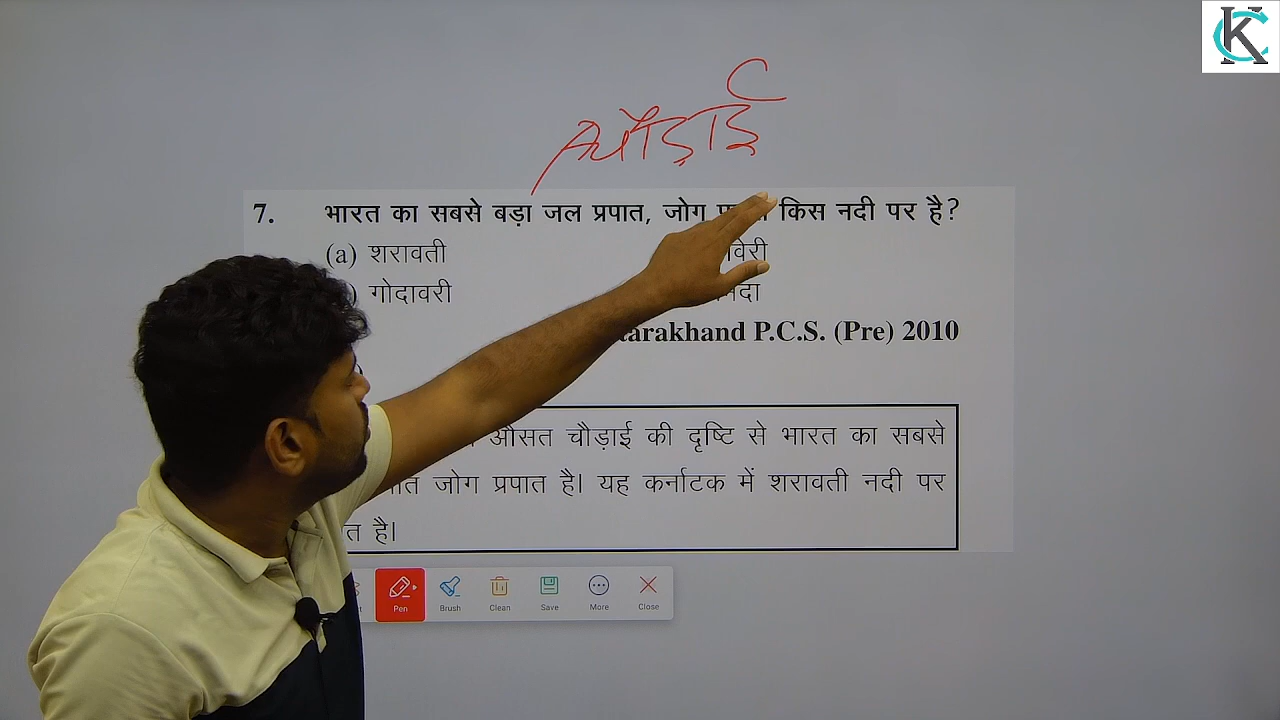 चौड़ाई
7. भारत का सबसे बड़ा जल प्रपात, जोग किस नदी पर है?
(a) शरावती
गोदावरी
P.C.S. (Pre) 2010
औसत चौड़ाई की दृष्टि से भारत का सबसे
जोग प्रपात है। यह कर्नाटक में शरावती नदी पर
है।
Pen
Brush
Clean
Save
More
Close
KC